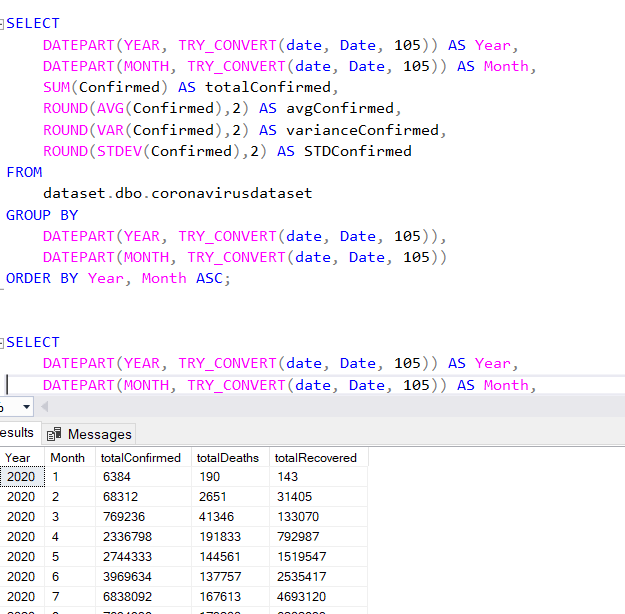 SELECT
DATEPART(YEAR, TRY_CONVERT(date, Date, 105)) AS Year,
DATEPART(MONTH, TRY_CONVERT(date, Date, 105)) AS Month,
SUM(Confirmed) AS totalConfirmed,
ROUND(AVG(Confirmed),2) AS avgConfirmed,
ROUND(VAR(Confirmed),2) AS varianceConfirmed,
ROUND(STDEV(Confirmed),2) AS STDConfirmed
FROM
dataset.dbo.coronavirusdataset
GROUP BY
DATEPART(YEAR, TRY_CONVERT(date, Date, 105)),
DATEPART(MONTH, TRY_CONVERT(date, Date, 105))
ORDER BY Year, Month ASC;
SELECT
DATEPART(YEAR, TRY_CONVERT(date, Date, 105)) AS Year,
DATEPART(MONTH, TRY_CONVERT(date, Date, 105)) AS Month,
%
esults Messages
Year Month totalConfirmed totalDeaths totalRecovered
2020 1 6384 190 143
2020 2 68312 2651 31405
2020 3 769236 41346 133070
2020 4 2336798 191833 792987
2020 5 2744333 144561 1519547
2020 6 3969634 137757 2535417
2020 7 6838092 167613 4693120